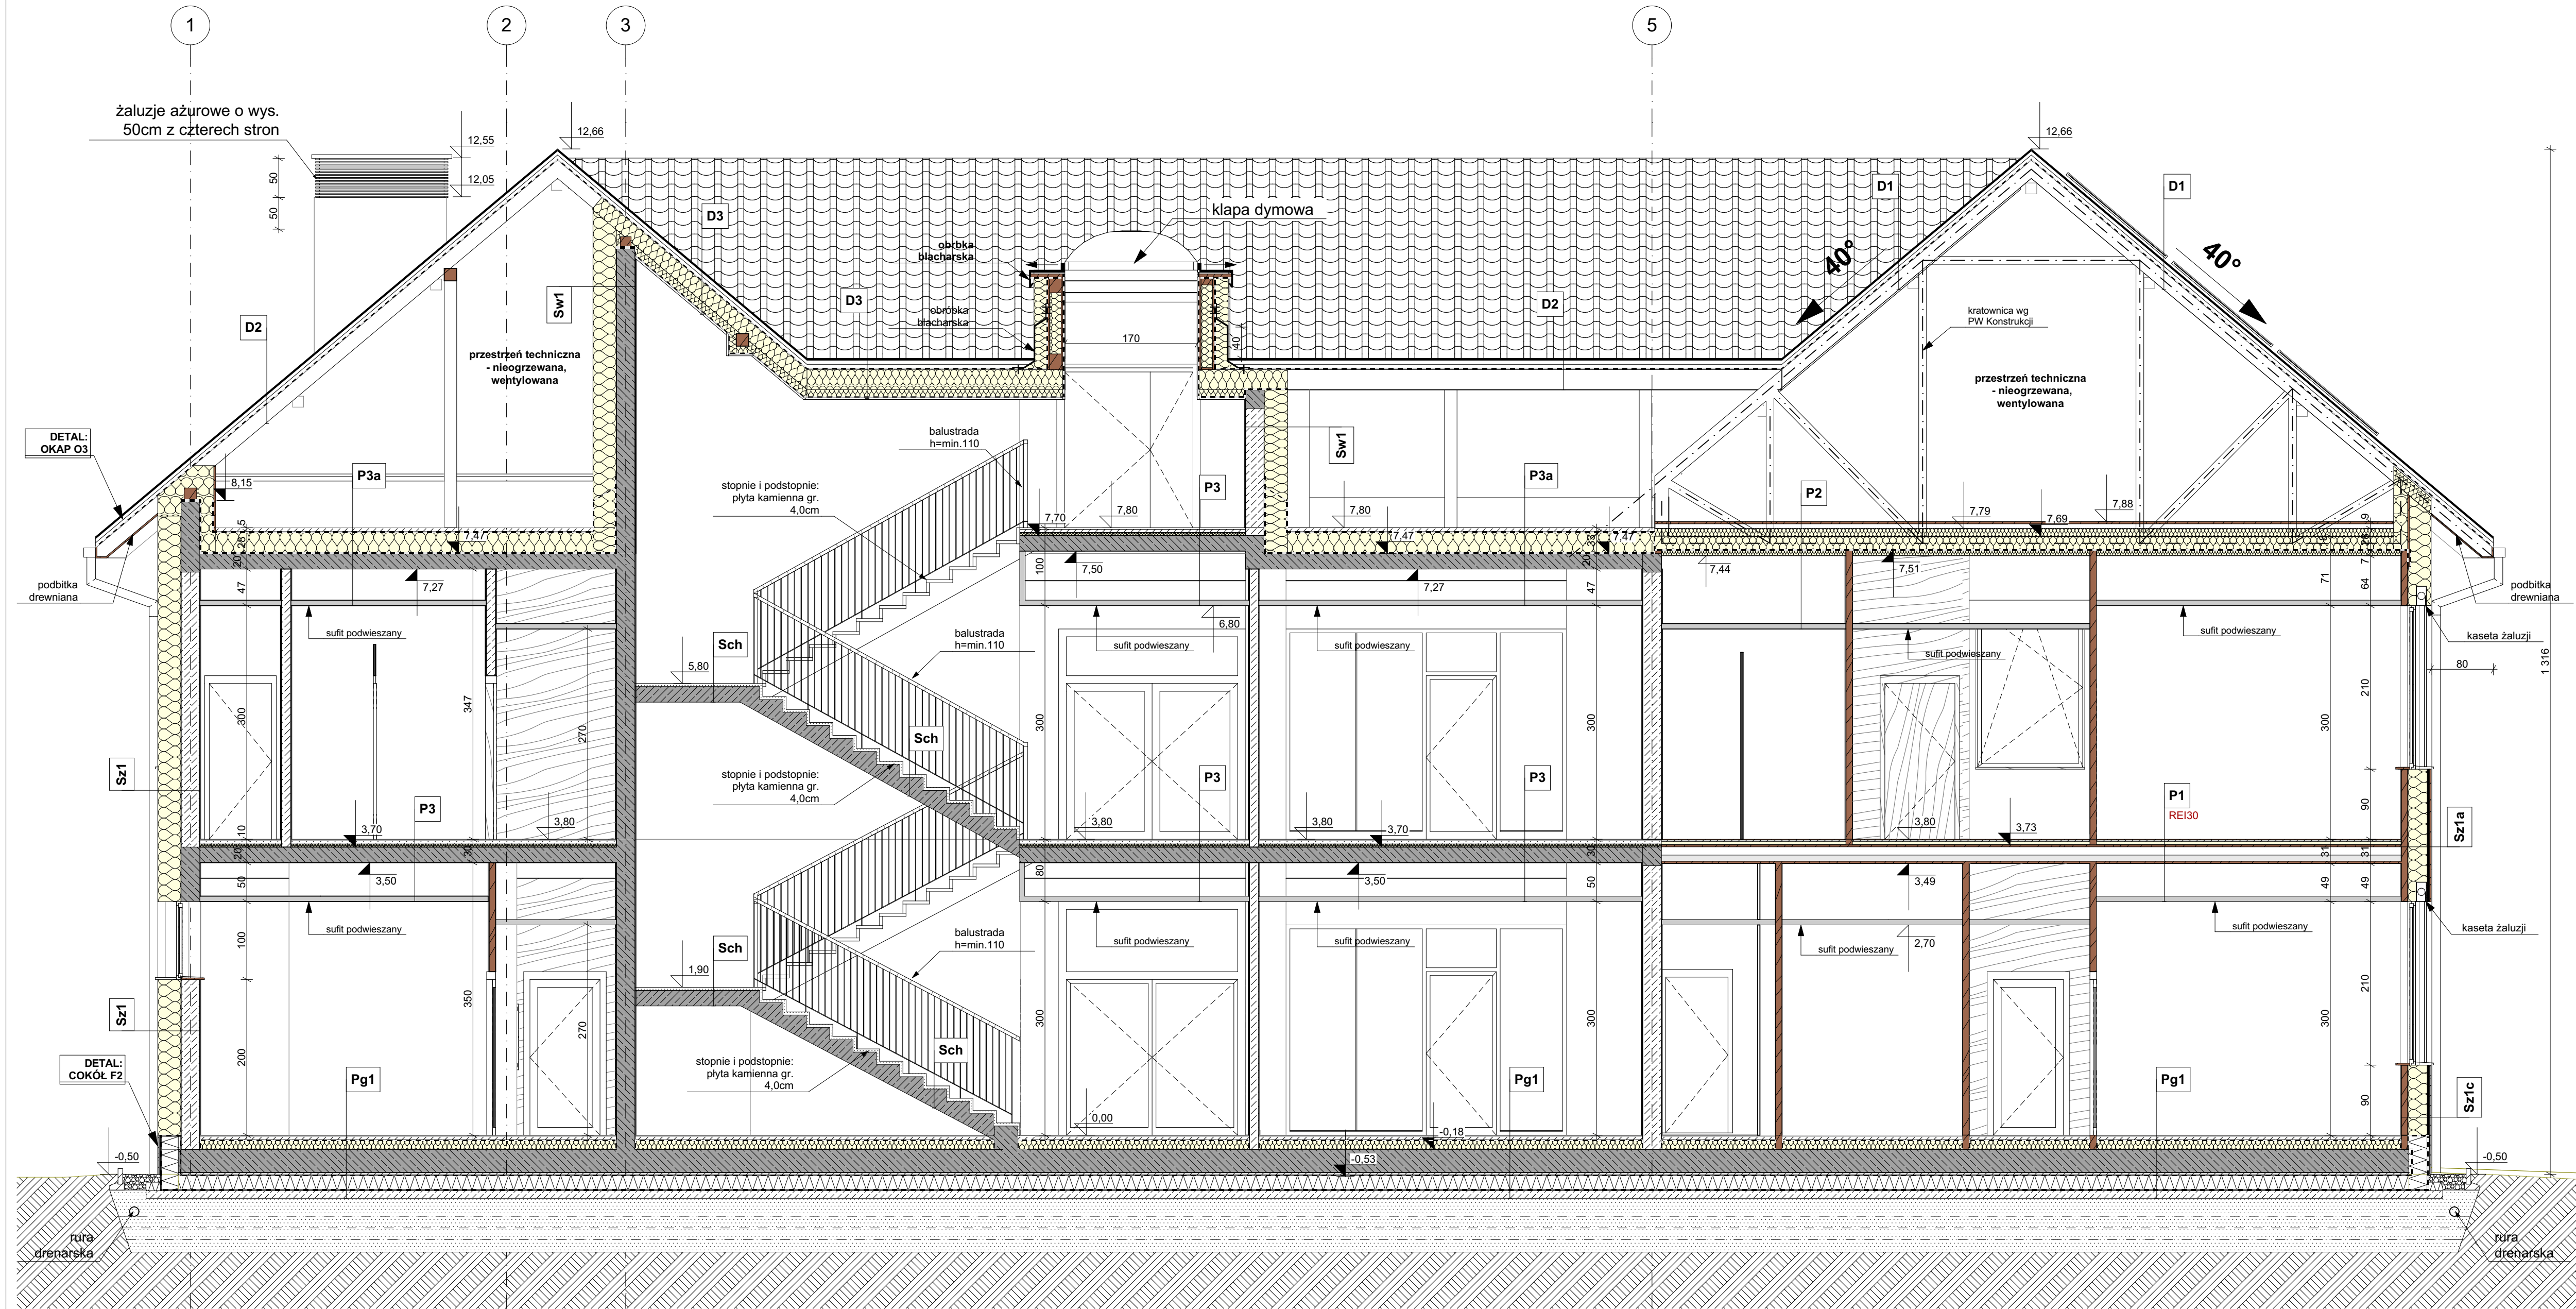 1
2
3
5
żaluzje ażurowe o wys.
50cm z czterech stron
12,55
12,66
12,66
12,05
50
50
D3
klapa dymowa
D1
D1
40°
40°
obrbka
blacharska
D3
obróbka
blacharska
170
40
D2
D2
Sw1
przestrzeń techniczna
- nieogrzewana,
wentylowana
kratownica wg
PW Konstrukcji
przestrzeń techniczna
- nieogrzewana,
wentylowana
DETAL:
OKAP O3
balustrada
h=min.110
Sw1
P3a
8,15
stopnie i podstopnie:
płyta kamienna gr.
4,0cm
P3
P3a
P2
7,70
7,80
7,80
7,79
7,69
7,88
7,47
7,47
7,47
podbitka
drewniana
20
47
7,27
100
7,50
20
47
7,27
7,44
7,51
71
64
podbitka
drewniana
sufit podwieszany
6,80
sufit podwieszany
sufit podwieszany
sufit podwieszany
sufit podwieszany
kaseta żaluzji
Sch
balustrada
h=min.110
5,80
80
1 316
300
347
270
300
300
300
210
Sch
Sz1
stopnie i podstopnie:
płyta kamienna gr.
4,0cm
P3
P3
P3
P1
REI30
90
Sz1a
10
3,70
3,80
3,80
3,80
3,70
3,80
3,73
20
30
30
31
31
50
3,50
80
3,50
50
3,49
49
49
sufit podwieszany
sufit podwieszany
sufit podwieszany
sufit podwieszany
sufit podwieszany
kaseta żaluzji
100
Sch
balustrada
h=min.110
2,70
1,90
350
270
300
300
300
210
Sz1
200
Sch
DETAL:
COKÓŁ F2
Pg1
stopnie i podstopnie:
płyta kamienna gr.
4,0cm
Pg1
Pg1
90
Sz1c
0,00
-0,18
-0,50
-0,53
-0,50
rura
drenarska
rura
drenarska